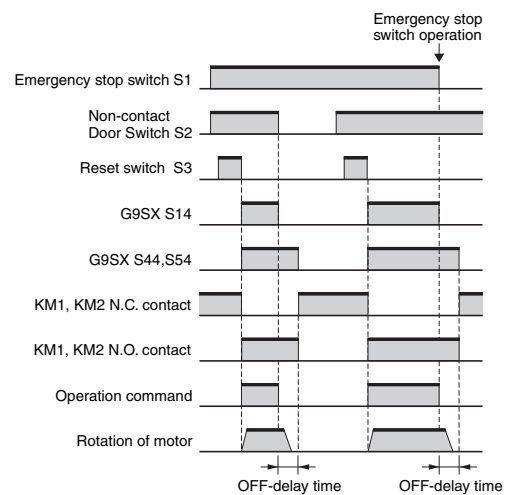 Emergency stop
switch operation
Emergency stop switch S1
Non-contact
Door Switch S2
Reset switch S3
G9SX S14
G9SX S44,S54
KM1, KM2 N.C. contact
KM1, KM2 N.O. contact
Operation command
Rotation of motor
OFF-delay time
OFF-delay time